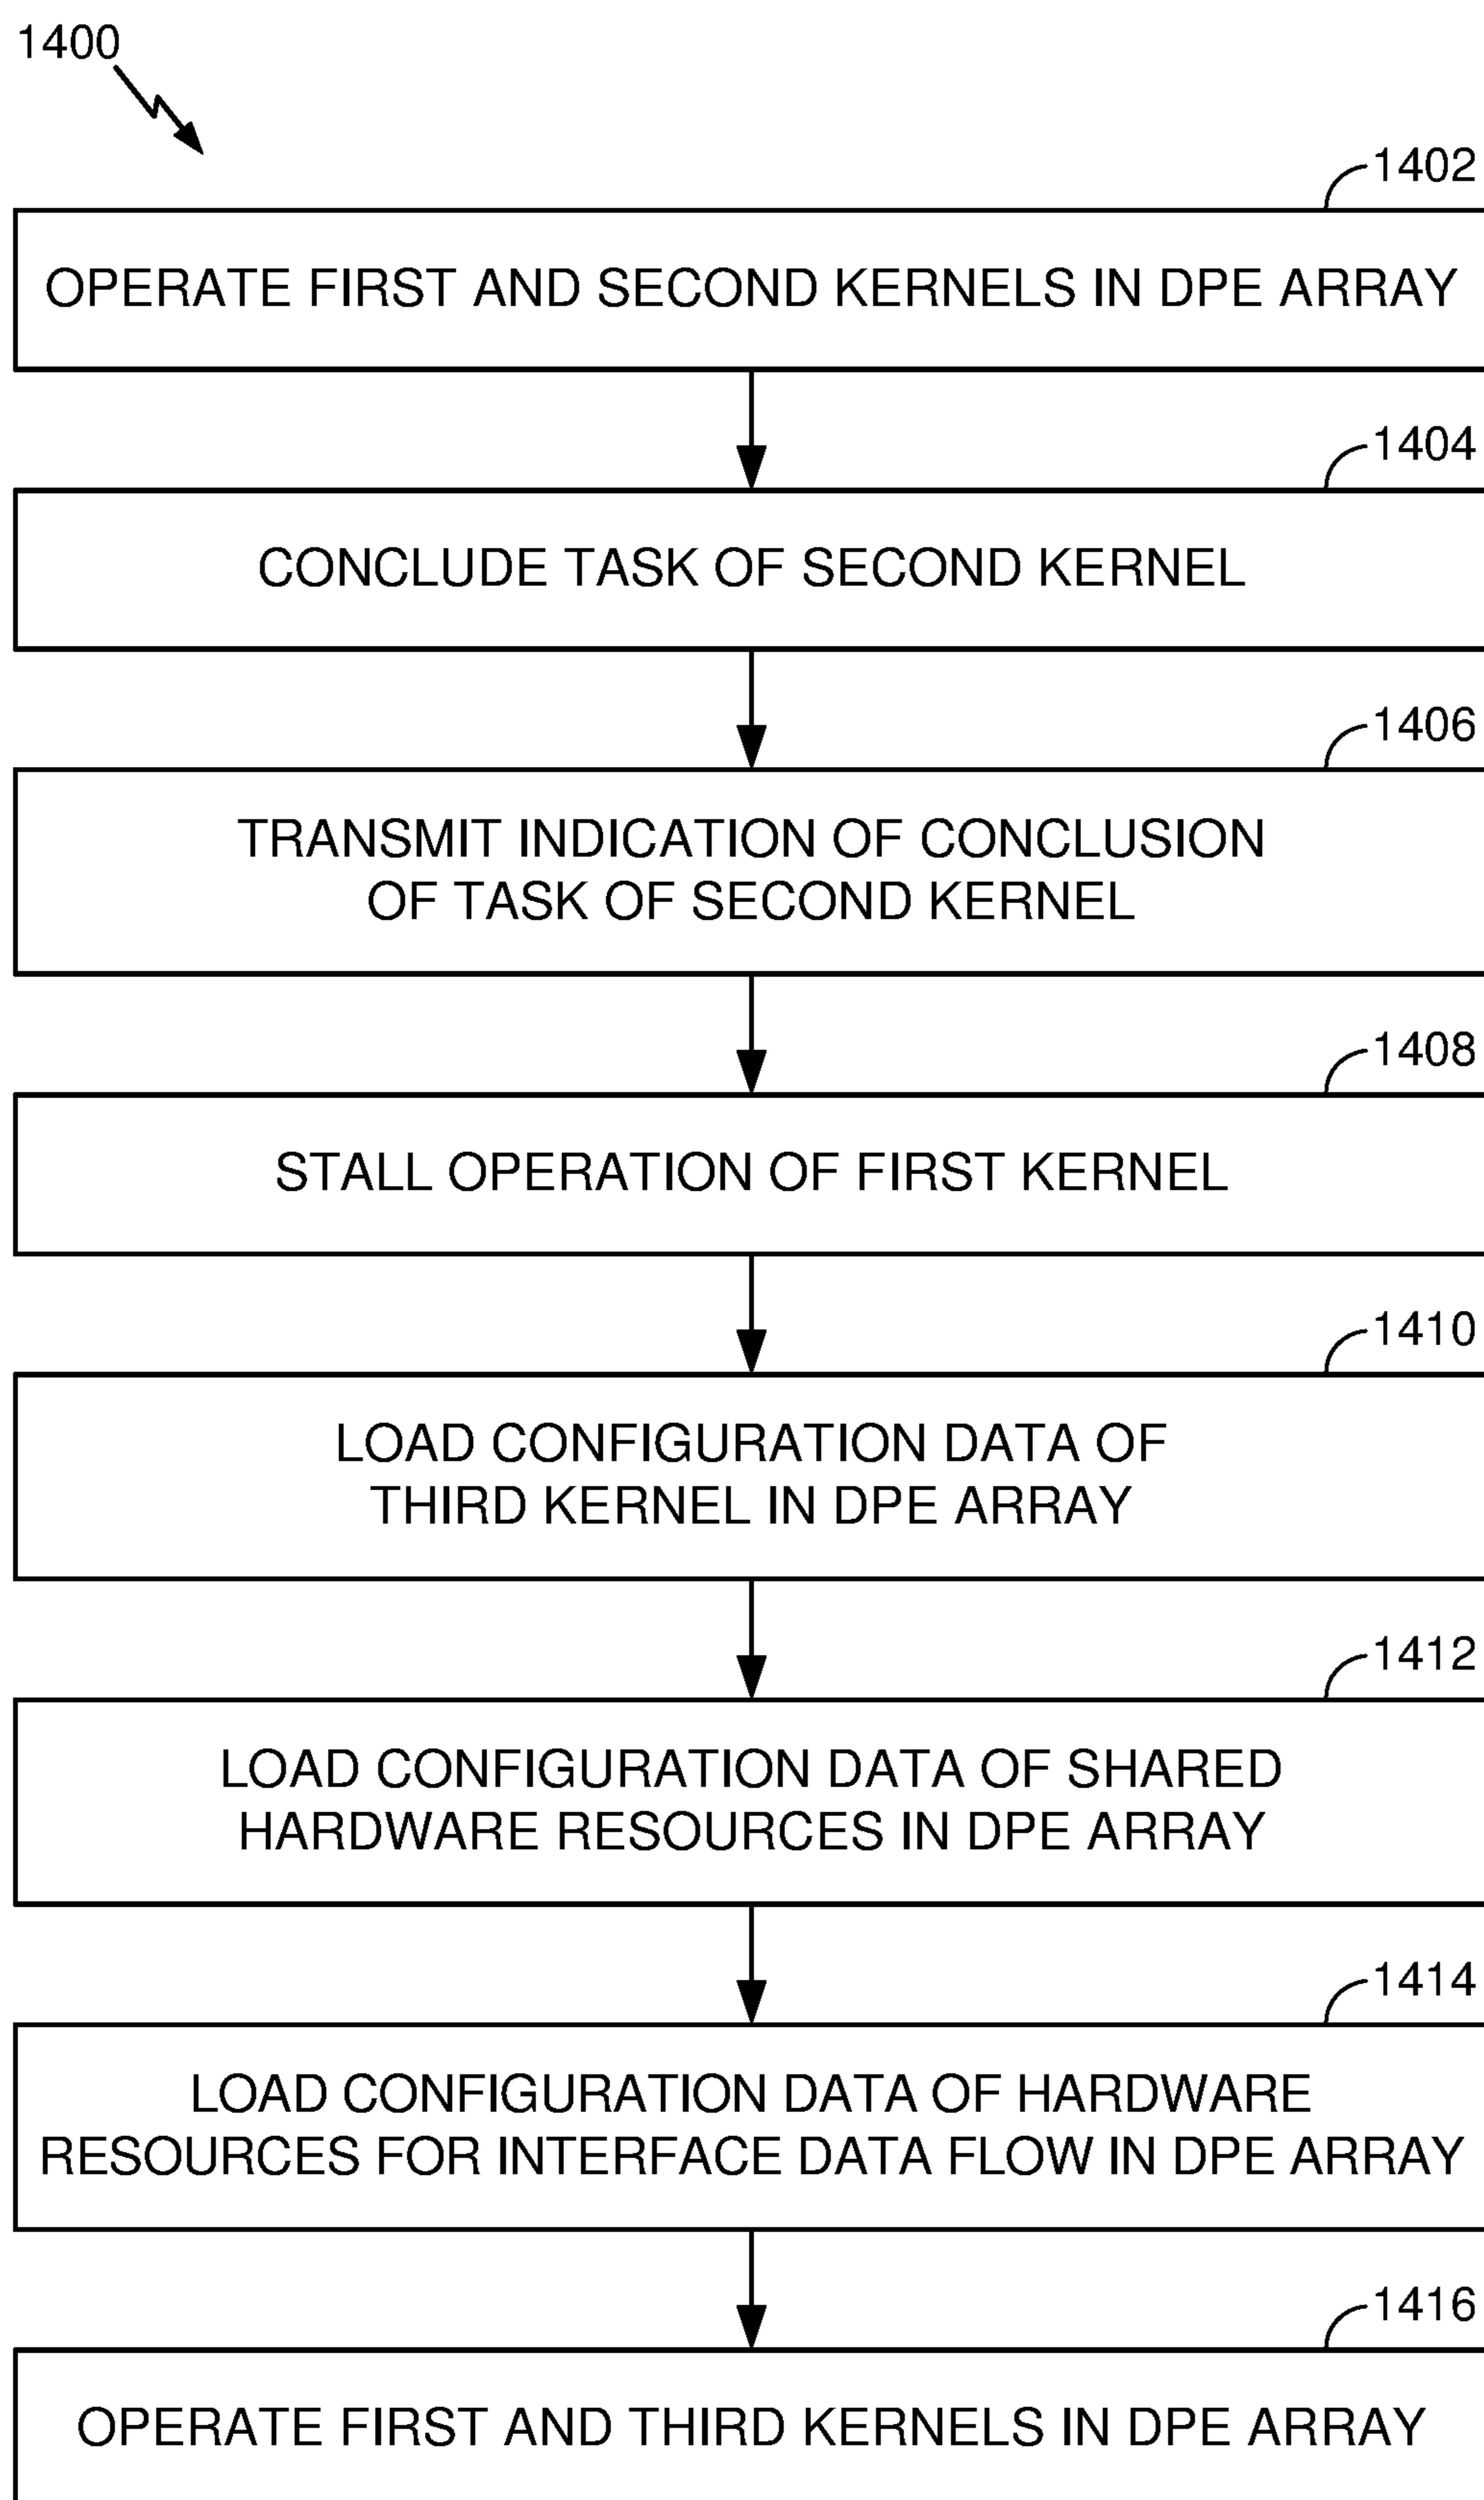 1400
1402
OPERATE FIRST AND SECOND KERNELS IN DPE ARRAY
1404
CONCLUDE TASK OF SECOND KERNEL
1406
TRANSMIT INDICATION OF CONCLUSION
OF TASK OF SECOND KERNEL
1408
STALL OPERATION OF FIRST KERNEL
1410
LOAD CONFIGURATION DATA OF
THIRD KERNEL IN DPE ARRAY
1412
LOAD CONFIGURATION DATA OF SHARED
HARDWARE RESOURCES IN DPE ARRAY
1414
LOAD CONFIGURATION DATA OF HARDWARE
RESOURCES FOR INTERFACE DATA FLOW IN DPE ARRAY
1416
OPERATE FIRST AND THIRD KERNELS IN DPE ARRAY